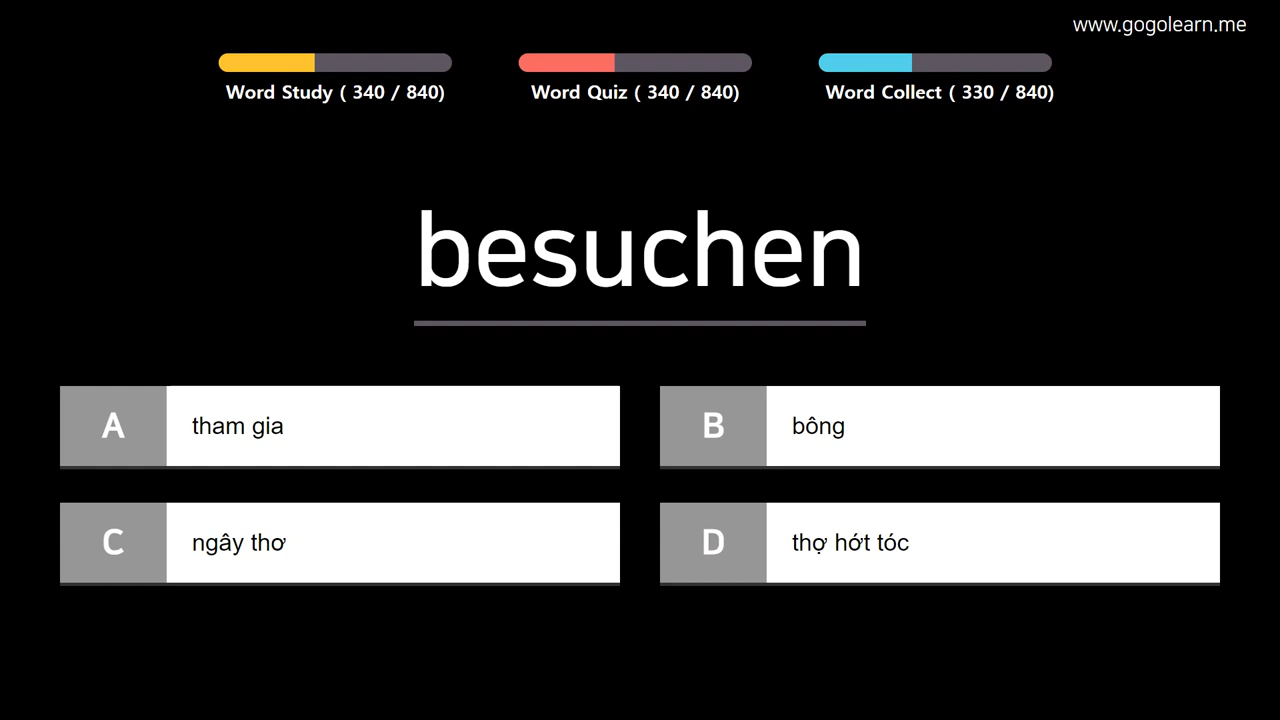 www.gogolearn.me
Word Study ( 340 / 840)
Word Quiz ( 340 / 840)
Word Collect ( 330 / 840)
besuchen
A
tham gia
B
bông
C
ngây thơ
D
thợ hớt tóc